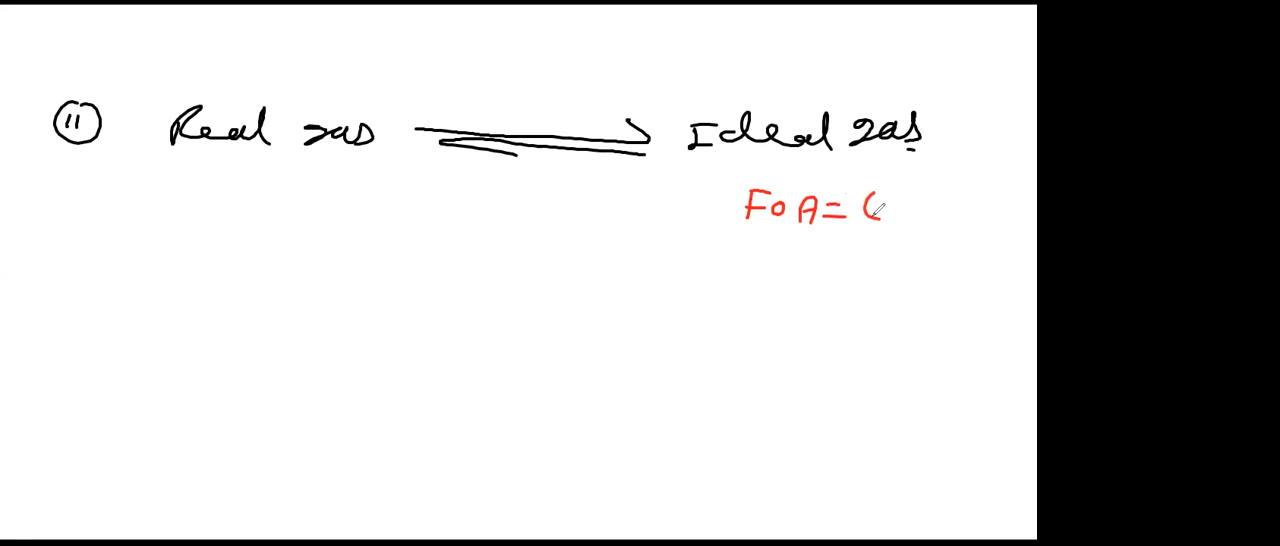 (11) Real gas ⇌ Ideal gas
FOA = (